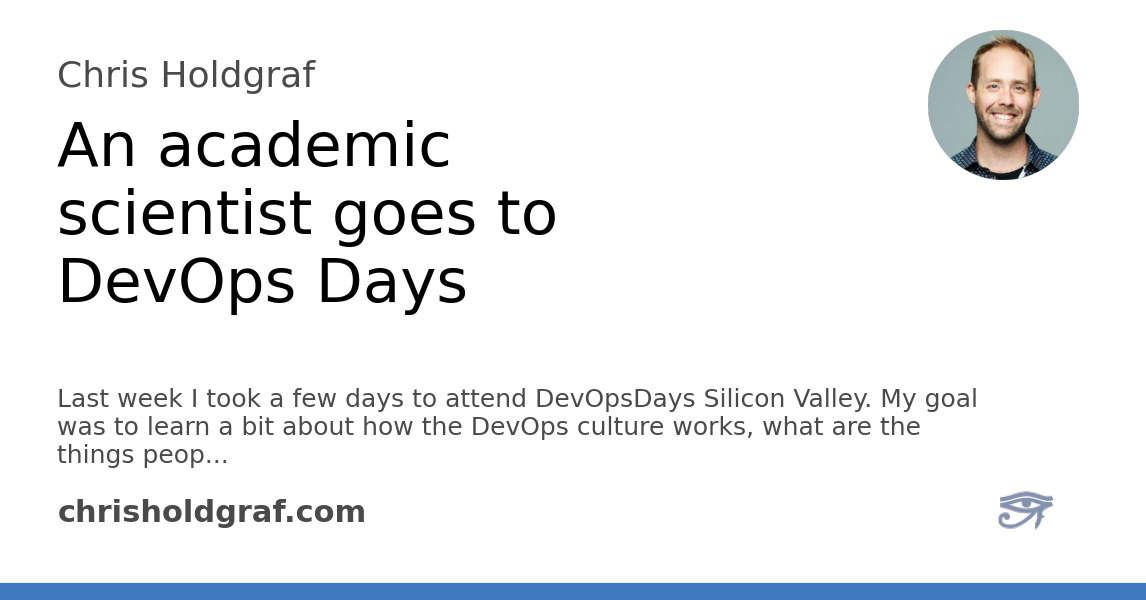 Chris Holdgraf
An academic
scientist goes to
DevOps Days
Last week I took a few days to attend DevOpsDays Silicon Valley. My goal
was to learn a bit about how the DevOps culture works, what are the
things peop...
chrisholdgraf.com